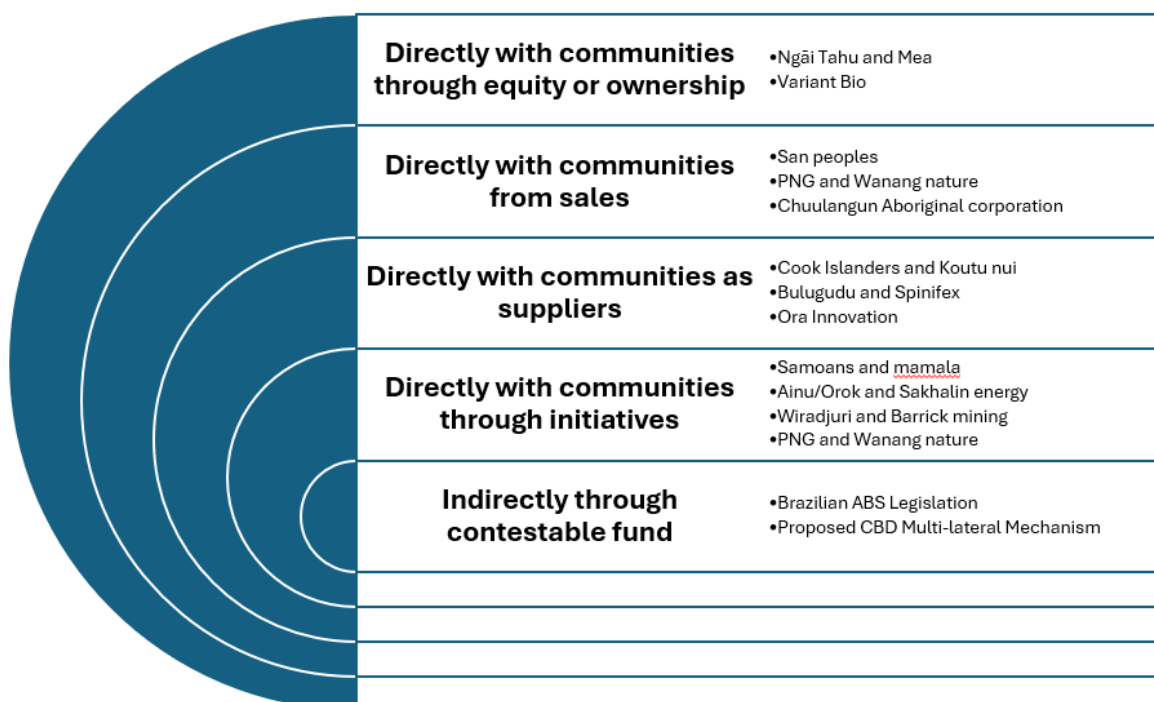 Directly with communities
through equity or ownership
•Ngāi Tahu and Mea
•Variant Bio
Directly with communities
from sales
•San peoples
•PNG and Wanang nature
•Chuulangun Aboriginal corporation
Directly with communities as
suppliers
•Cook Islanders and Koutu nui
•Bulugudu and Spinifex
•Ora Innovation
Directly with communities
through initiatives
•Samoans and mamala
•Ainu/Orok and Sakhalin energy
•Wiradjuri and Barrick mining
•PNG and Wanang nature
Indirectly through
contestable fund
•Brazilian ABS Legislation
•Proposed CBD Multi-lateral Mechanism